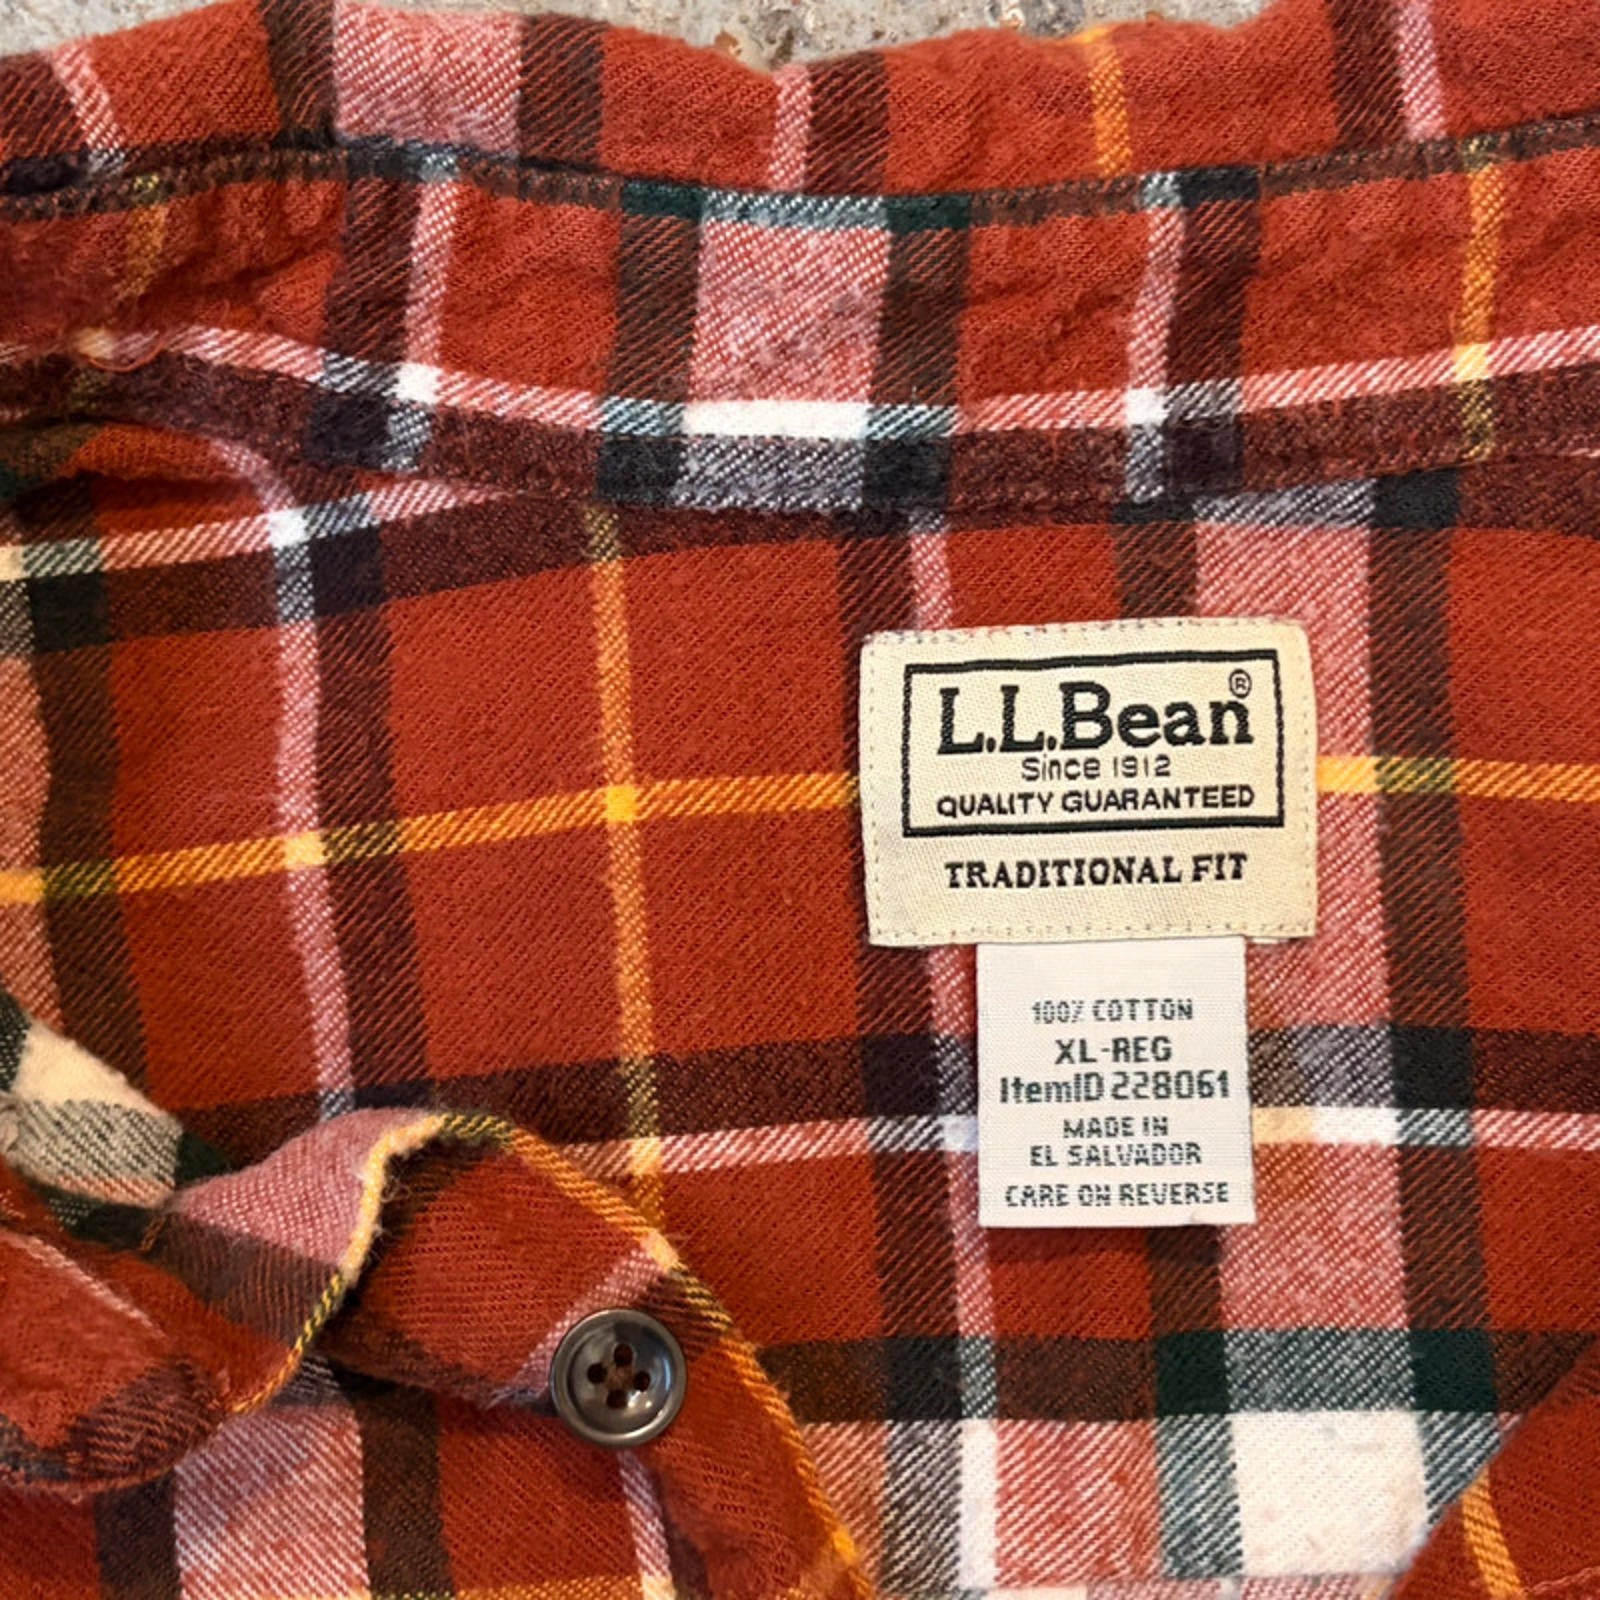 L.L.Bean®
Since 1912
QUALITY GUARANTEED
TRADITIONAL FIT
100% COTTON
XL-REG
ItemID 228061
MADE IN
EL SALVADOR
CARE ON REVERSE